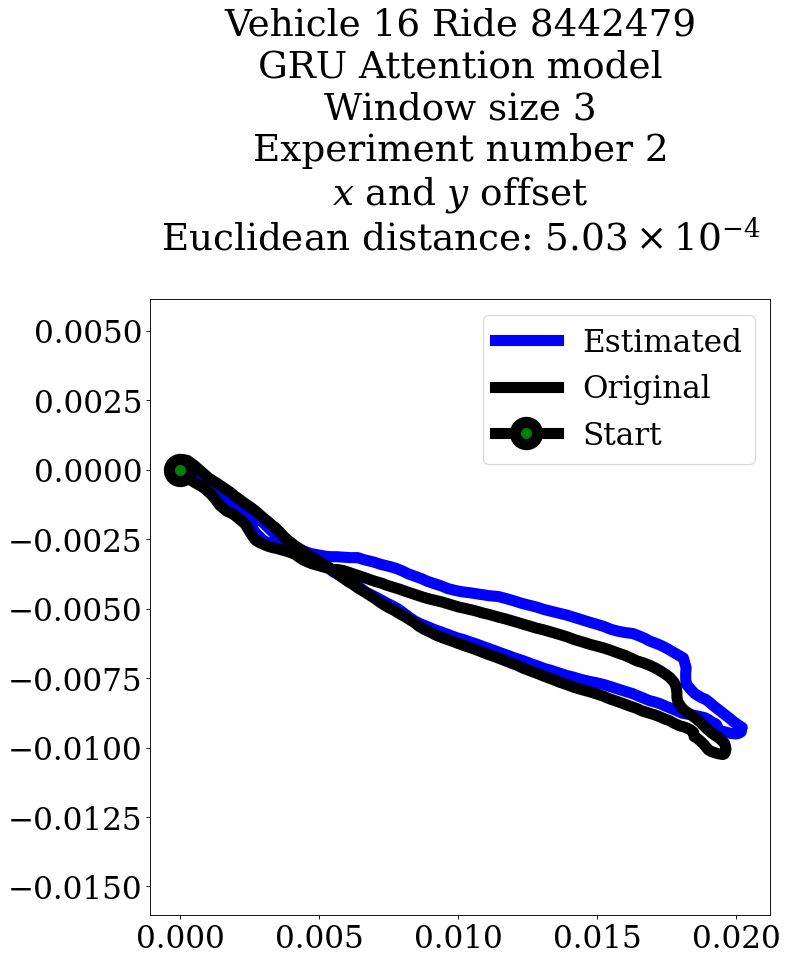 Vehicle 16 Ride 8442479
GRU Attention model
Window size 3
Experiment number 2
x and y offset
Euclidean distance: 5.03 × 10⁻⁴
Estimated
Original
Start
0.0050
0.0025
0.0000
−0.0025
−0.0050
−0.0075
−0.0100
−0.0125
−0.0150
0.000 0.005 0.010 0.015 0.020